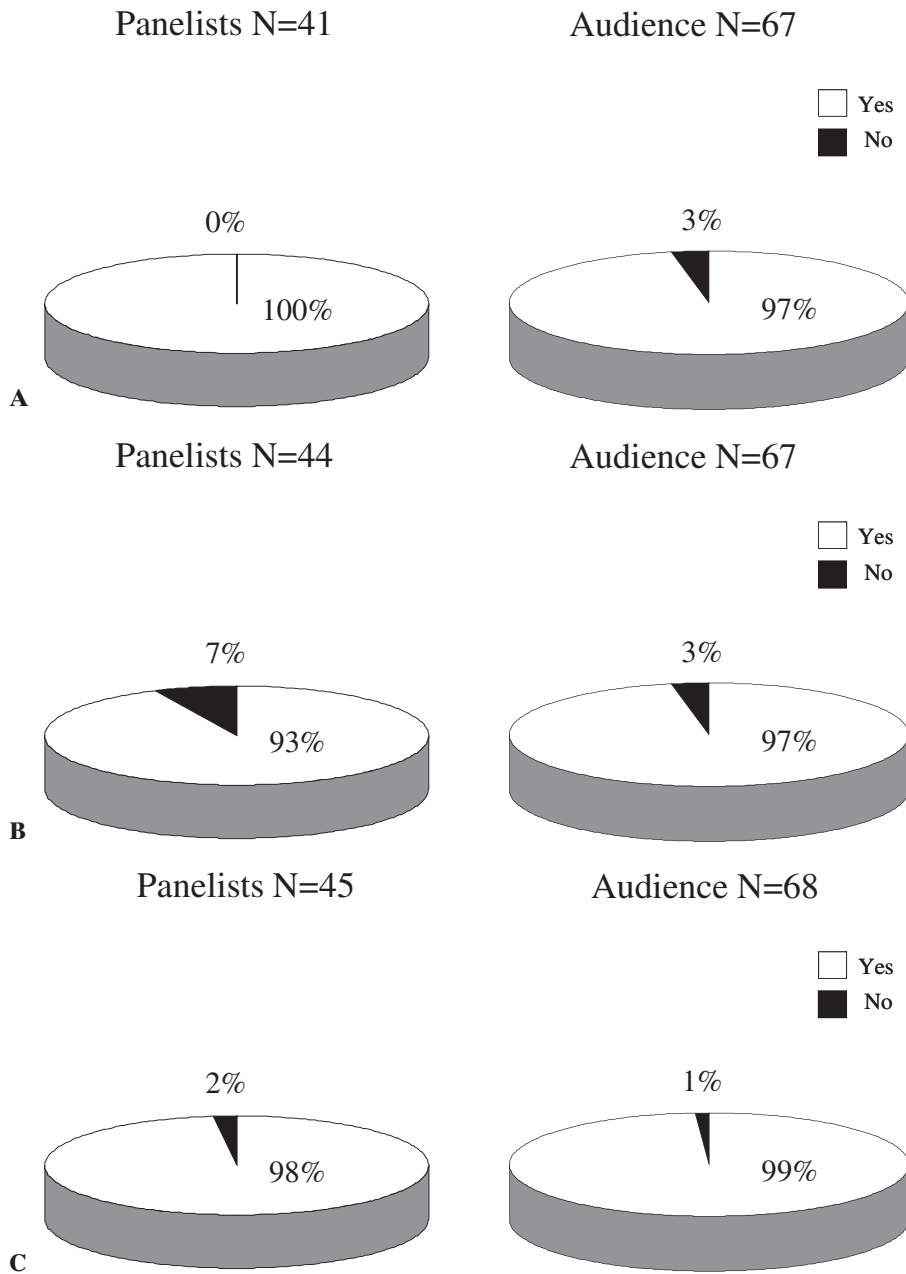 Panelists N=41
Audience N=67
Yes
No
0%
100%
3%
97%
A
Panelists N=44
Audience N=67
Yes
No
7%
93%
3%
97%
B
Panelists N=45
Audience N=68
Yes
No
2%
98%
1%
99%
C